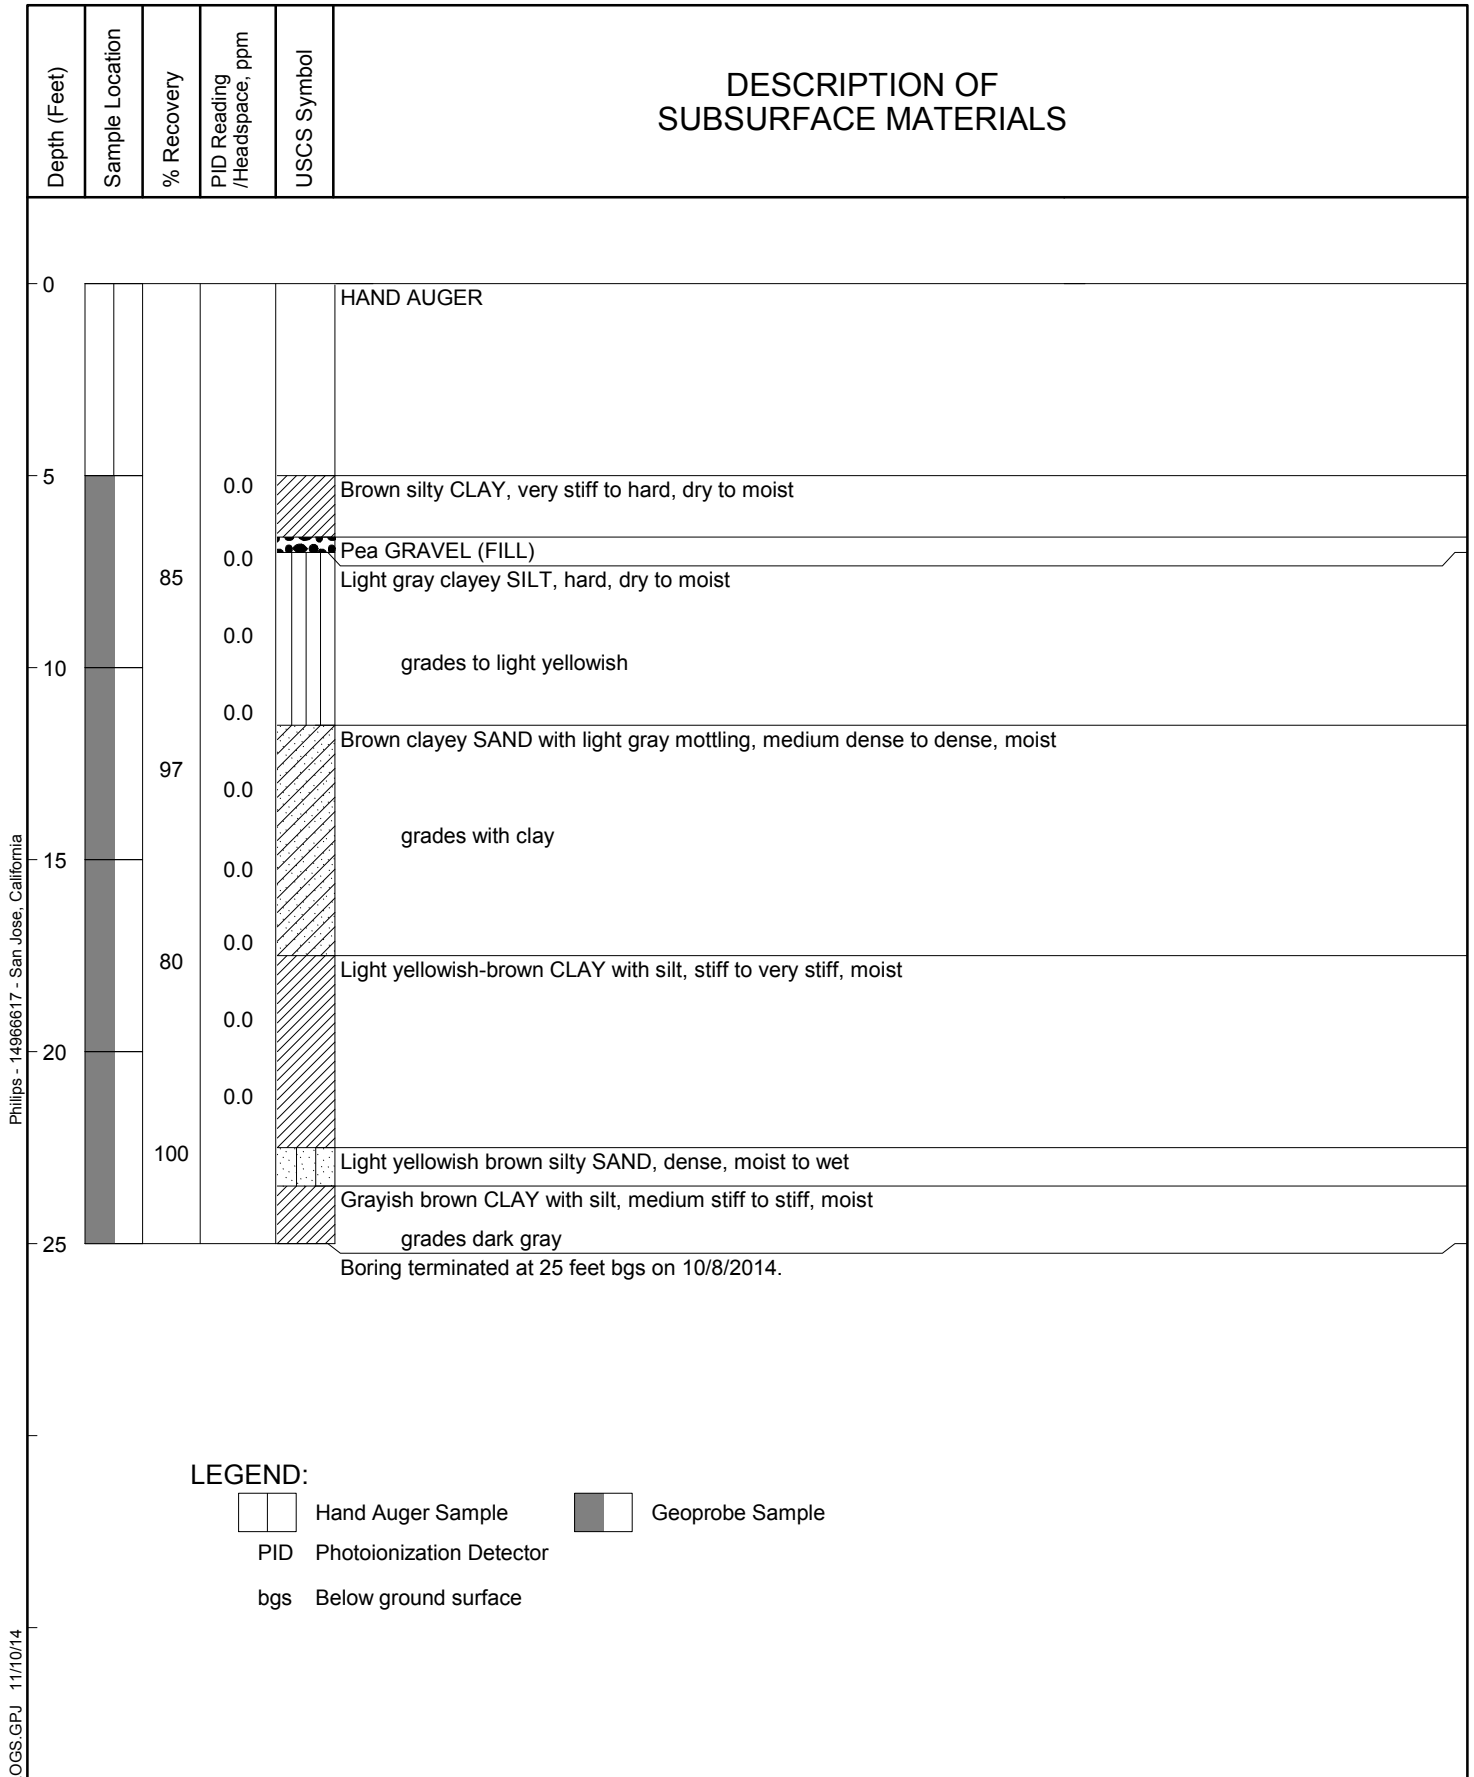 Depth (Feet)
Sample Location
% Recovery
PID Reading
/Headspace, ppm
USCS Symbol
DESCRIPTION OF
SUBSURFACE MATERIALS
0
HAND AUGER
5
0.0
Brown silty CLAY, very stiff to hard, dry to moist
0.0
Pea GRAVEL (FILL)
85
Light gray clayey SILT, hard, dry to moist
0.0
10
grades to light yellowish
0.0
Brown clayey SAND with light gray mottling, medium dense to dense, moist
97
0.0
grades with clay
15
0.0
0.0
80
Light yellowish-brown CLAY with silt, stiff to very stiff, moist
0.0
20
0.0
100
Light yellowish brown silty SAND, dense, moist to wet
Grayish brown CLAY with silt, medium stiff to stiff, moist
grades dark gray
25
Boring terminated at 25 feet bgs on 10/8/2014.
LEGEND:
Hand Auger Sample
Geoprobe Sample
PID Photoionization Detector
bgs Below ground surface
Philips - 14966617 - San Jose, California
OGS.GPJ 11/10/14